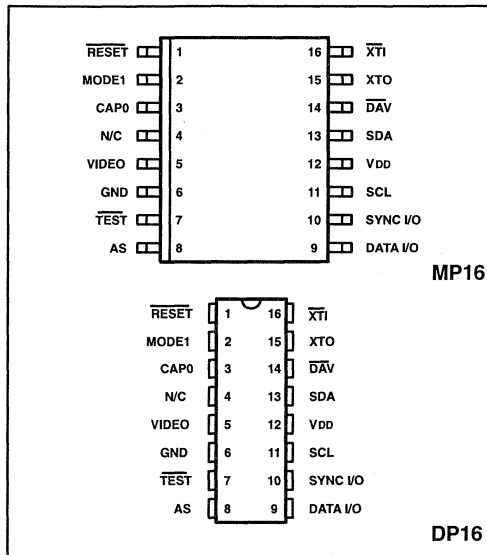 RESET 1 16 XTI
MODE1 2 15 XTO
CAP0 3 14 DAV
N/C 4 13 SDA
VIDEO 5 12 VDD
GND 6 11 SCL
TEST 7 10 SYNC I/O
AS 8 9 DATA I/O
MP16
RESET 1 16 XTI
MODE1 2 15 XTO
CAP0 3 14 DAV
N/C 4 13 SDA
VIDEO 5 12 VDD
GND 6 11 SCL
TEST 7 10 SYNC I/O
AS 8 9 DATA I/O
DP16